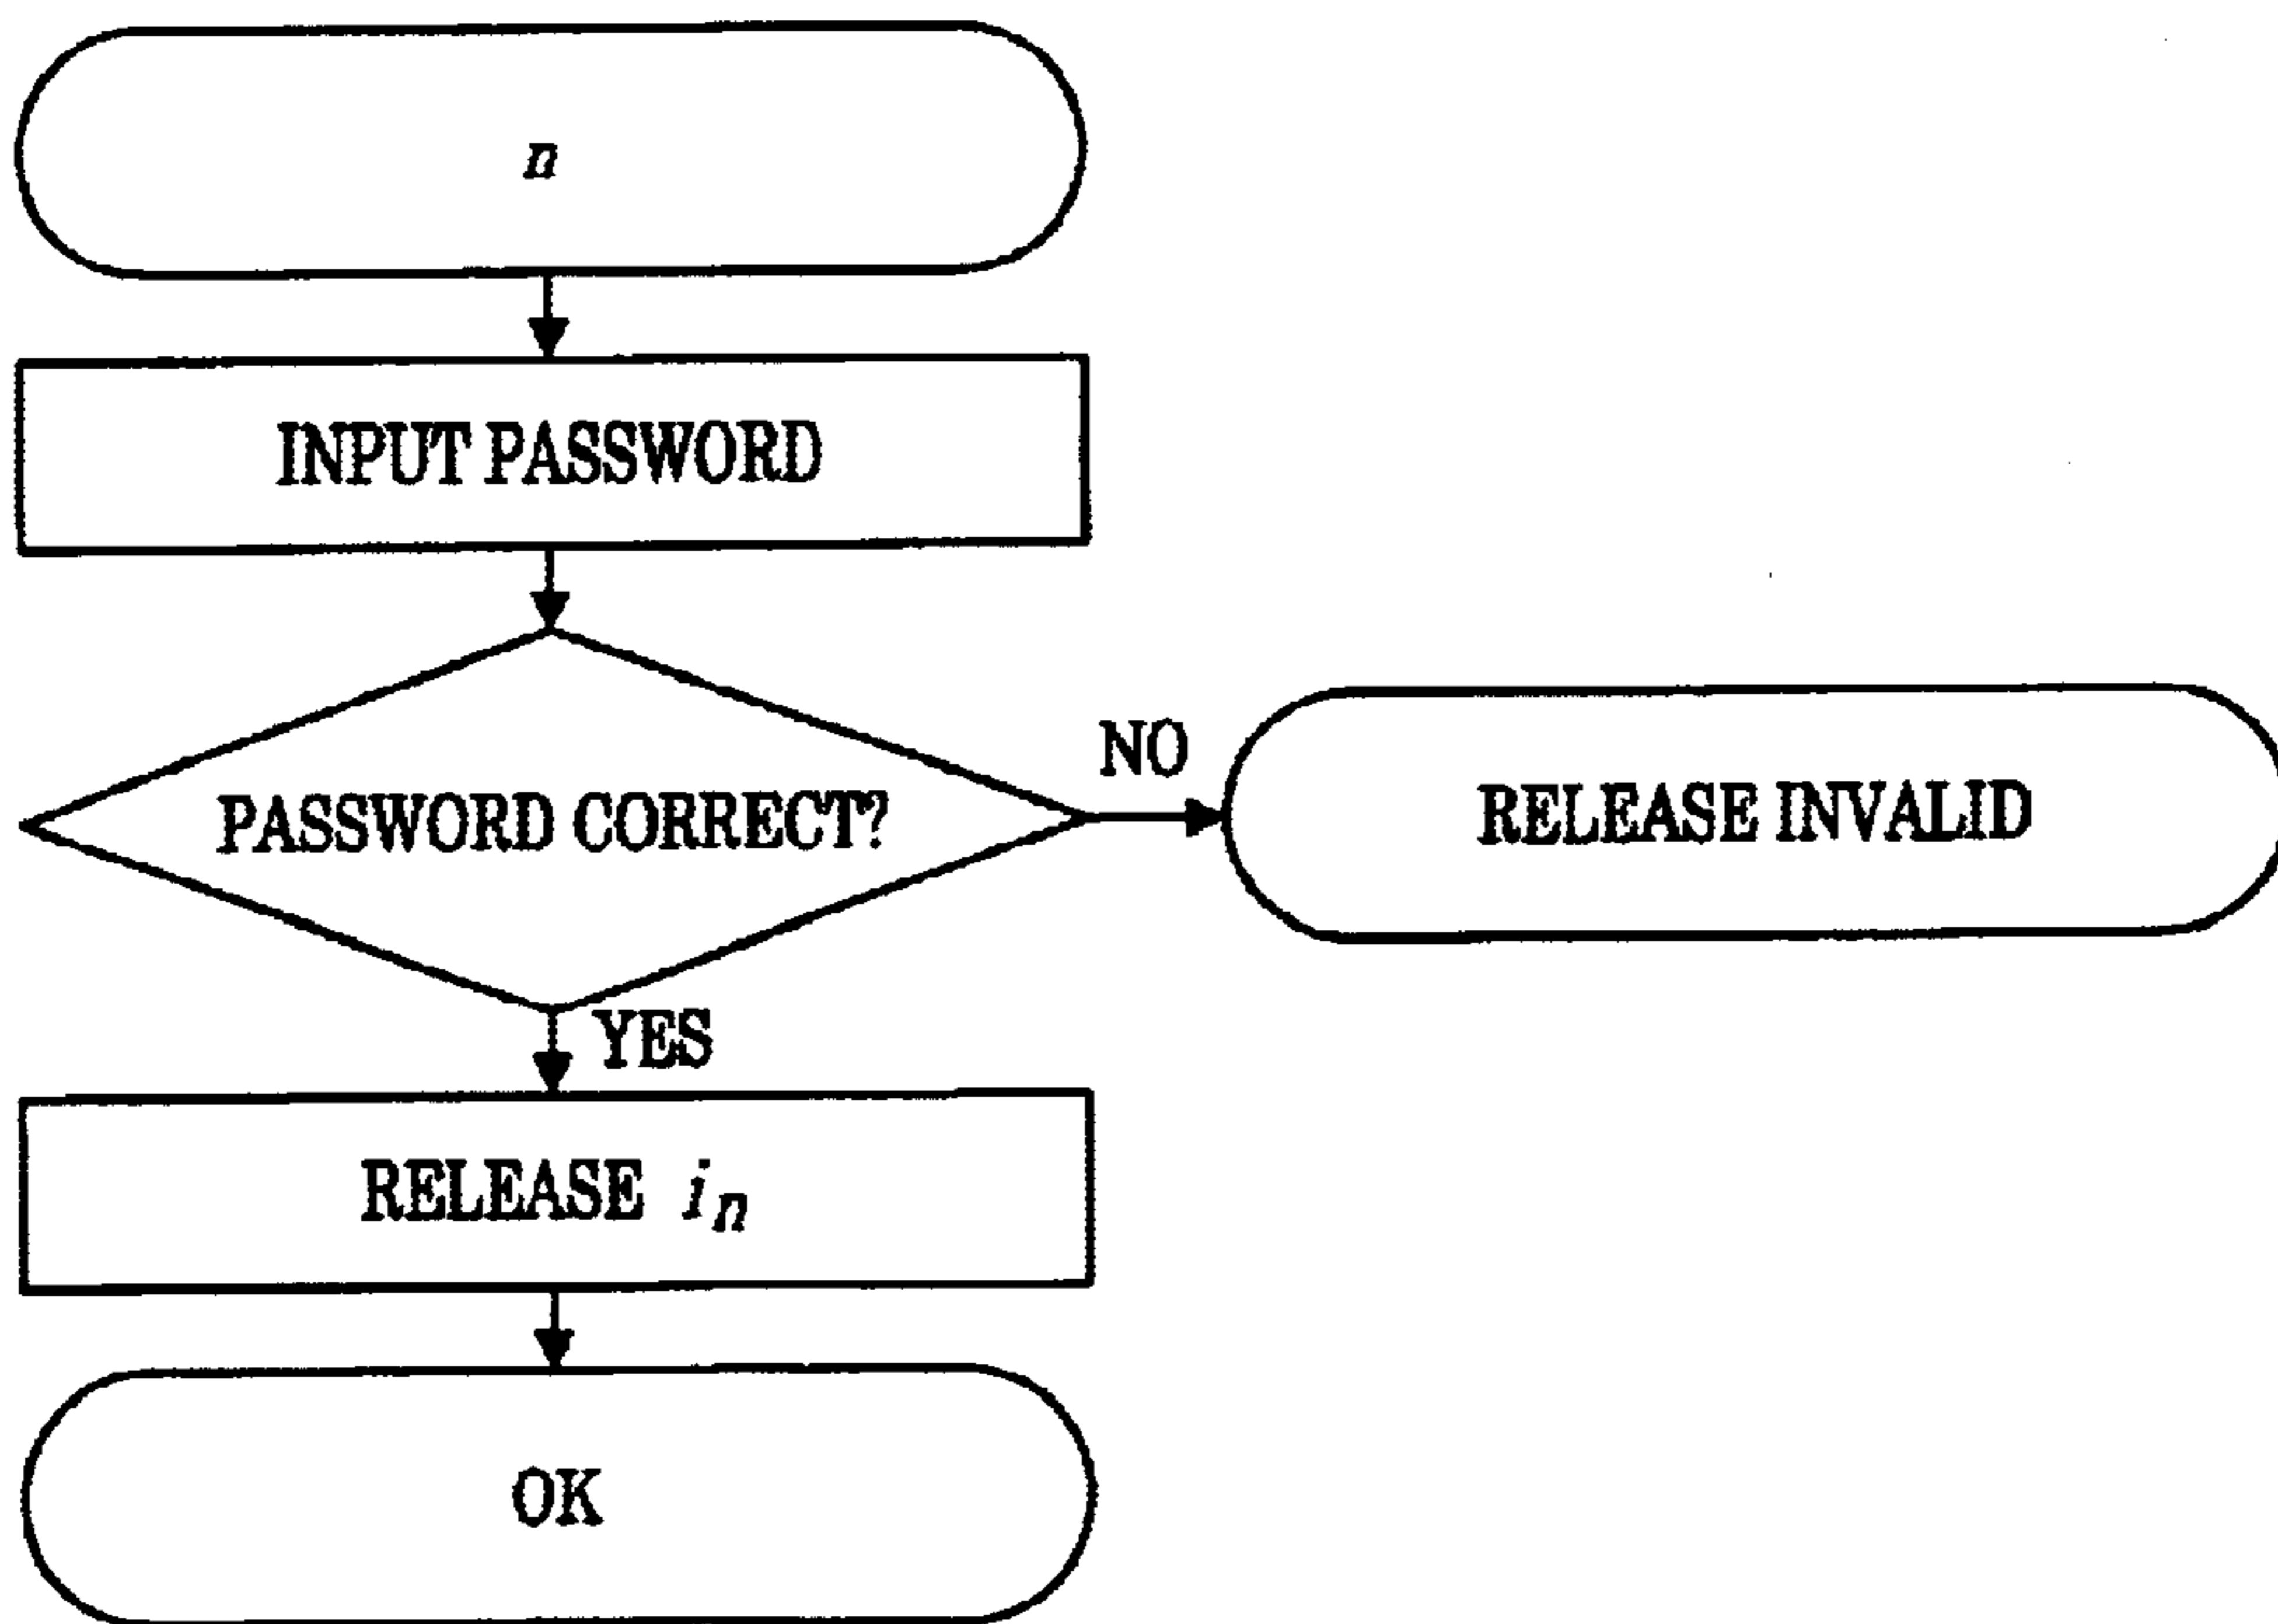 n
INPUT PASSWORD
PASSWORD CORRECT?
NO
RELEASE INVALID
YES
RELEASE i_n
OK